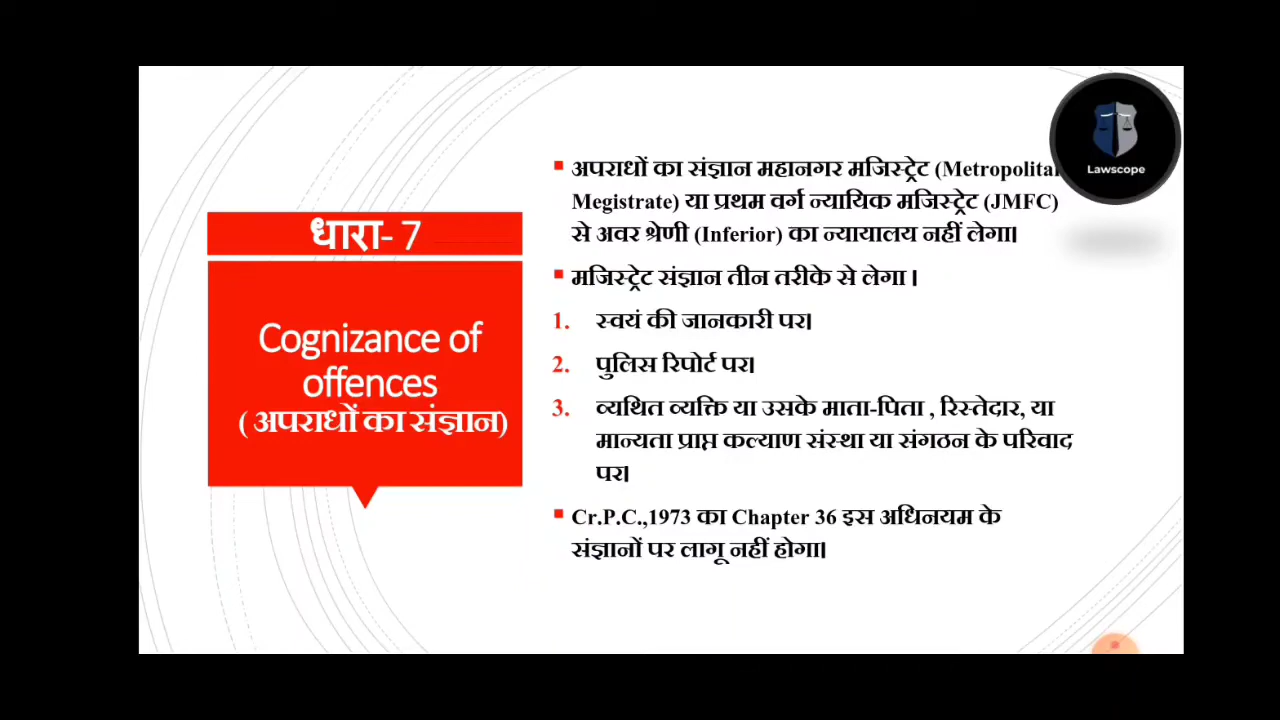 Lawscope
धारा- 7
Cognizance of
offences
( अपराधों का संज्ञान)
▪ अपराधों का संज्ञान महानगर मजिस्ट्रेट (Metropolita
Megistrate) या प्रथम वर्ग न्यायिक मजिस्ट्रेट (JMFC)
से अवर श्रेणी (Inferior) का न्यायालय नहीं लेगा।
▪ मजिस्ट्रेट संज्ञान तीन तरीके से लेगा ।
1. स्वयं की जानकारी पर।
2. पुलिस रिपोर्ट पर।
3. व्यथित व्यक्ति या उसके माता-पिता , रिस्तेदार, या
मान्यता प्राप्त कल्याण संस्था या संगठन के परिवाद
पर।
▪ Cr.P.C.,1973 का Chapter 36 इस अधिनयम के
संज्ञानों पर लागू नहीं होगा।